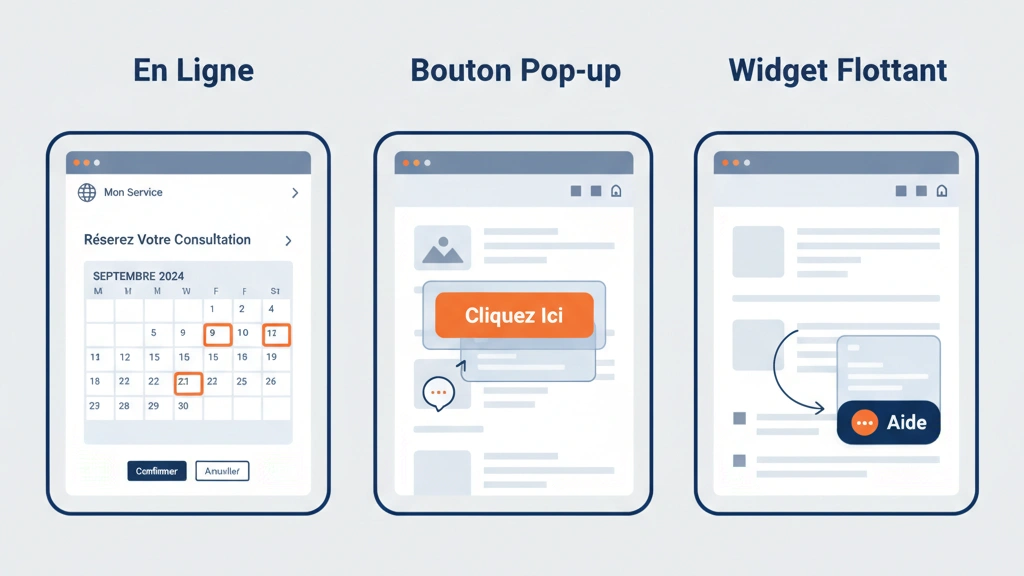 En Ligne
Bouton Pop-up
Widget Flottant
Mon Service
Réserez Votre Consultation
SEPTEMBRE 2024
M M M W F F St
1 2 4
5 9 9 10 17
11 12 15 15 15 16 19
18 22 22 21 22 25 26
23 28 29 30
Confirmer
Cliquez Ici
Aide